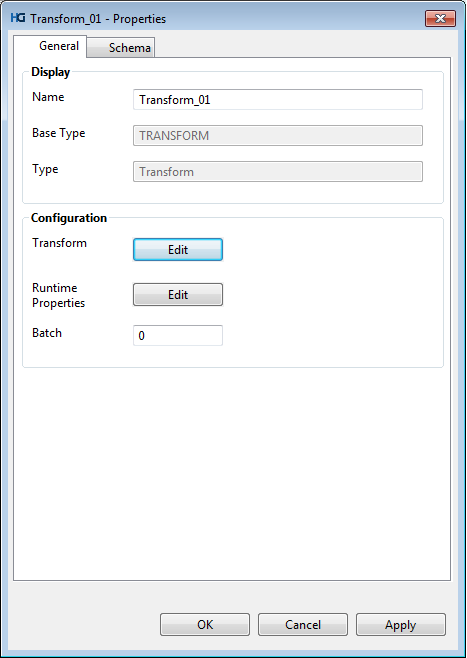 HG Transform_01 - Properties
General Schema
Display
Name Transform_01
Base Type TRANSFORM
Type Transform
Configuration
Transform Edit
Runtime
Properties Edit
Batch 0
OK Cancel Apply